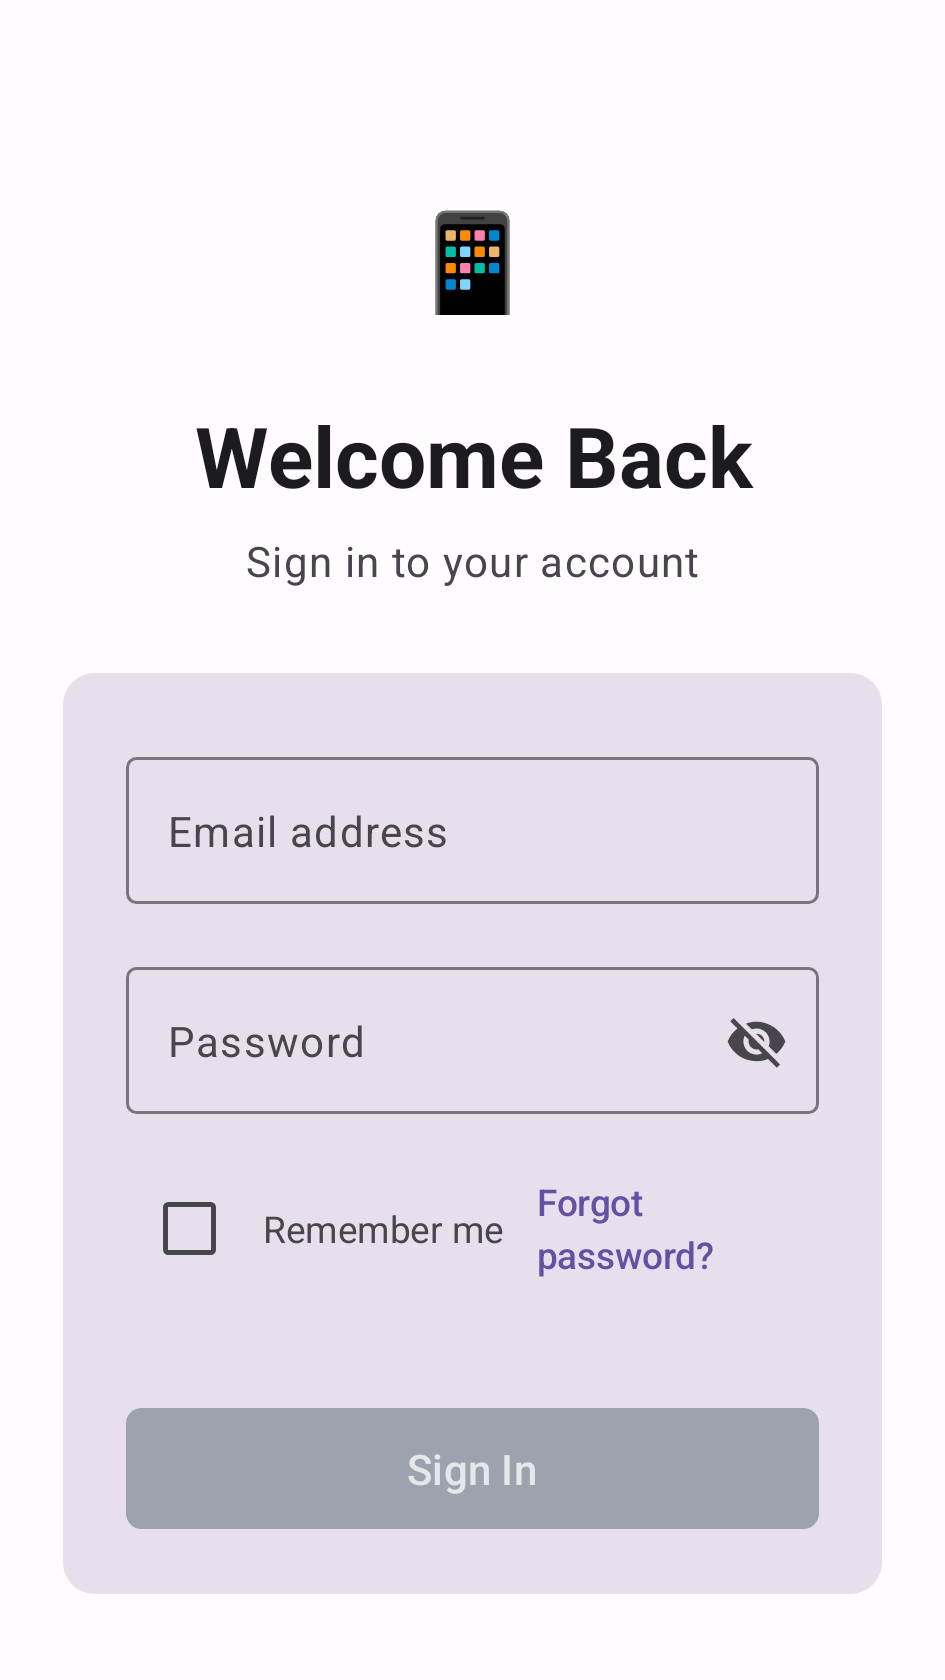 Welcome Back
Sign in to your account
Email address
Password
Remember me
Forgot
password?
Sign In